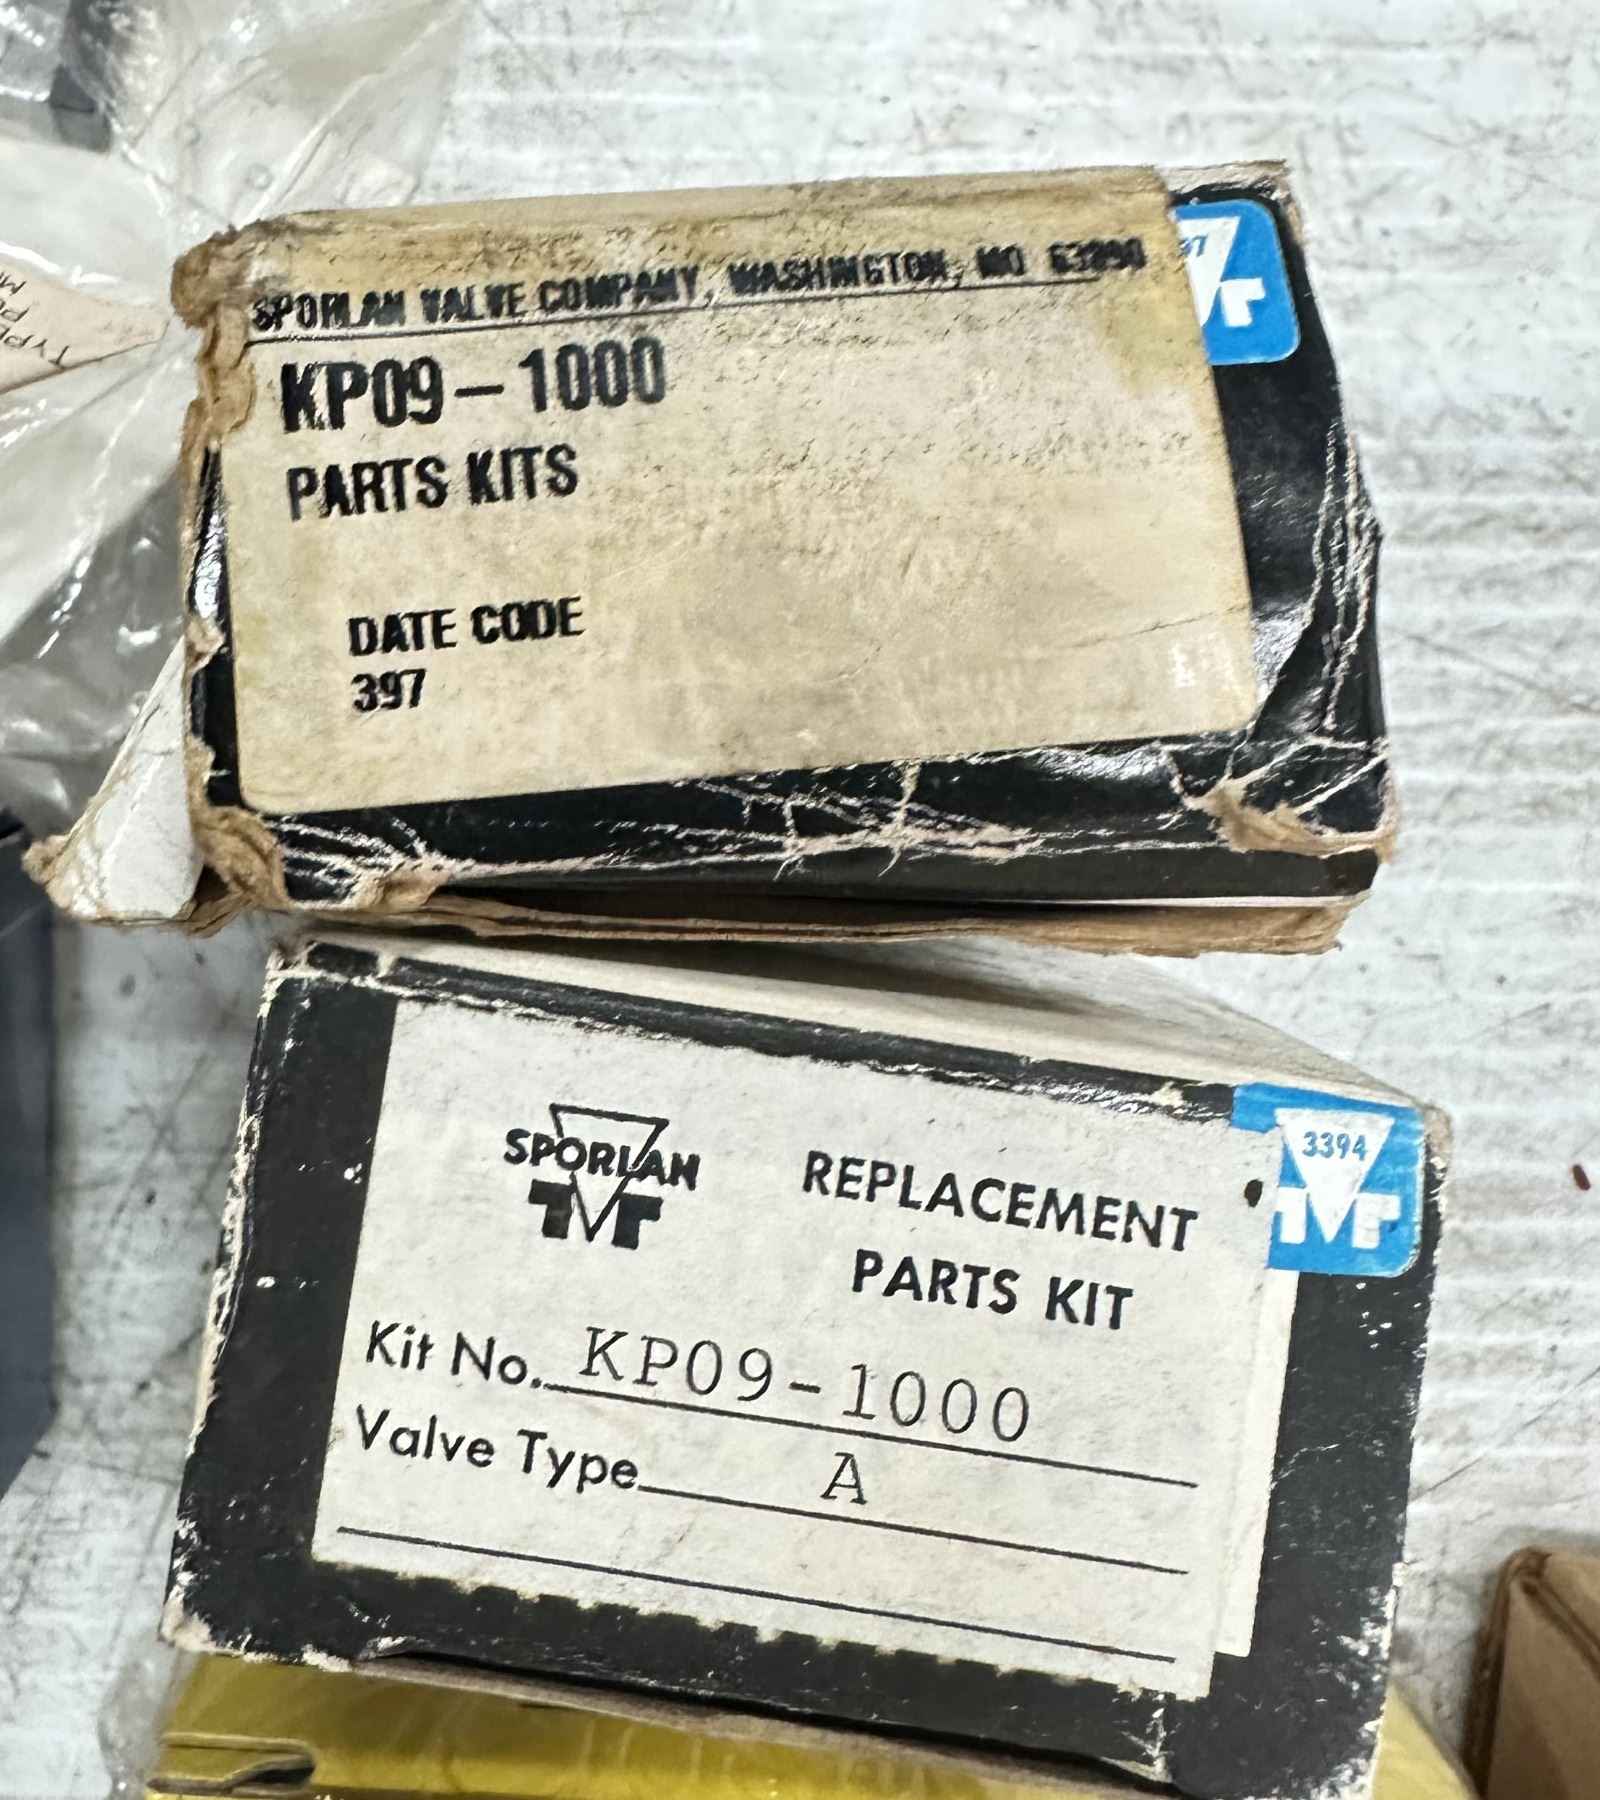 SPORLAN VALVE COMPANY, WASHINGTON, MO 63090
97
KP09-1000
PARTS KITS
DATE CODE
397
SPORLAN
REPLACEMENT
PARTS KIT
3394
Kit No. KP09-1000
Valve Type A